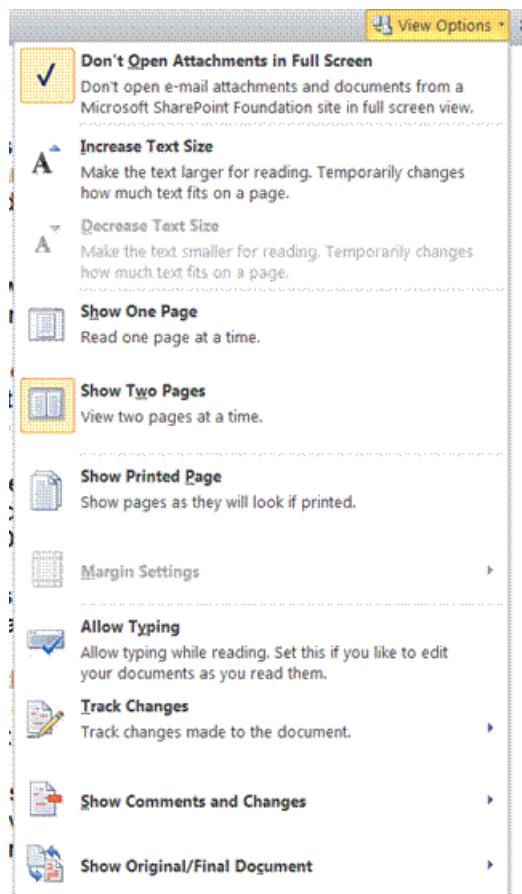 View Options
Don't Open Attachments in Full Screen
Don't open e-mail attachments and documents from a
Microsoft SharePoint Foundation site in full screen view.
Increase Text Size
Make the text larger for reading. Temporarily changes
how much text fits on a page.
Decrease Text Size
Make the text smaller for reading. Temporarily changes
how much text fits on a page.
Show One Page
Read one page at a time.
Show Two Pages
View two pages at a time.
Show Printed Page
Show pages as they will look if printed.
Margin Settings
Allow Typing
Allow typing while reading. Set this if you like to edit
your documents as you read them.
Track Changes
Track changes made to the document.
Show Comments and Changes
Show Original/Final Document